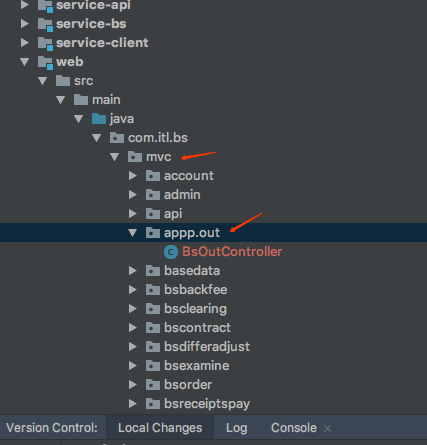 service-api
service-bs
service-client
web
src
main
java
com.itl.bs
mvc
account
admin
api
appp.out
BsOutController
basedata
bsbackfee
bsclearing
bscontract
bsdifferadjust
bsexamine
bsorder
bsreceiptspay
Version Control: Local Changes Log Console ×